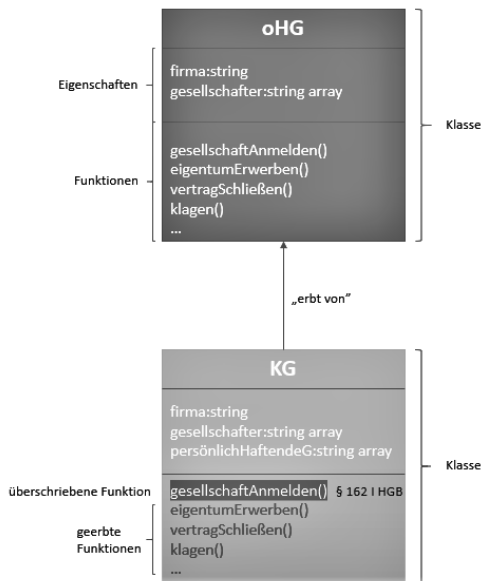 oHG
Eigenschaften
firma:string
gesellschafter:string array
Klasse
Funktionen
gesellschaftAnmelden()
eigentumErwerben()
vertragSchließen()
klagen()
...
„erbt von”
KG
firma:string
gesellschafter:string array
persönlichHaftendeG:string array
Klasse
überschriebene Funktion
gesellschaftAnmelden() § 162 I HGB
geerbte
Funktionen
eigentumErwerben()
vertragSchließen()
klagen()
...